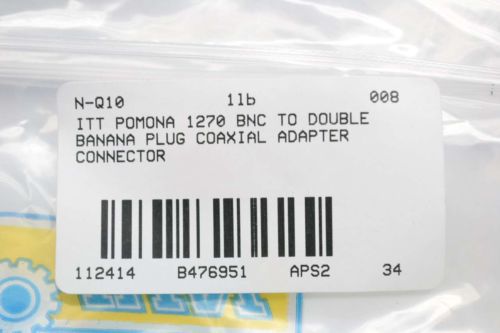 N-Q10 1lb 008
ITT POMONA 1270 BNC TO DOUBLE
BANANA PLUG COAXIAL ADAPTER
CONNECTOR
112414 B476951 APS2 34